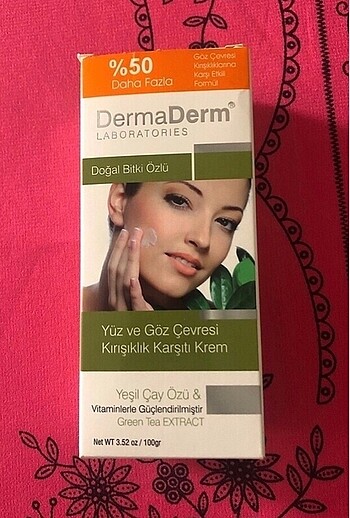 %50
Daha Fazla
Göz Çevresi
Kırışıklıklarına
Karşı Etkili
Formül
DermaDerm®
LABORATORIES
Doğal Bitki Özlü
Yüz ve Göz Çevresi
Kırışıklık Karşıtı Krem
Yeşil Çay Özü &
Vitaminlerle Güçlendirilmiştir
Green Tea EXTRACT
Net WT 3.52 oz / 100gr